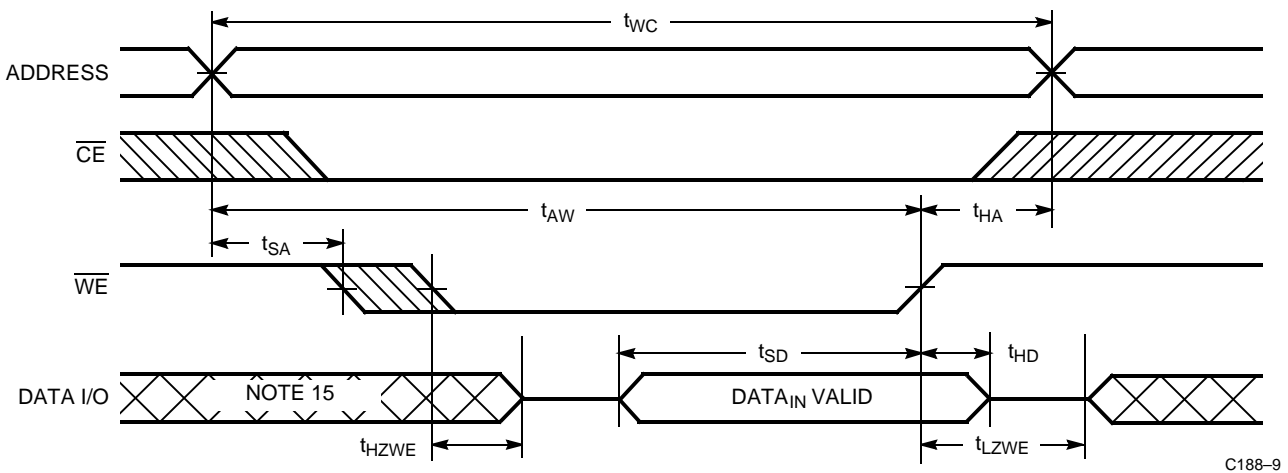 tWC
ADDRESS
CE
tAW
tHA
tSA
WE
tSD
tHD
DATA I/O
NOTE 15
DATAIN VALID
tHZWE
tLZWE
C188–9